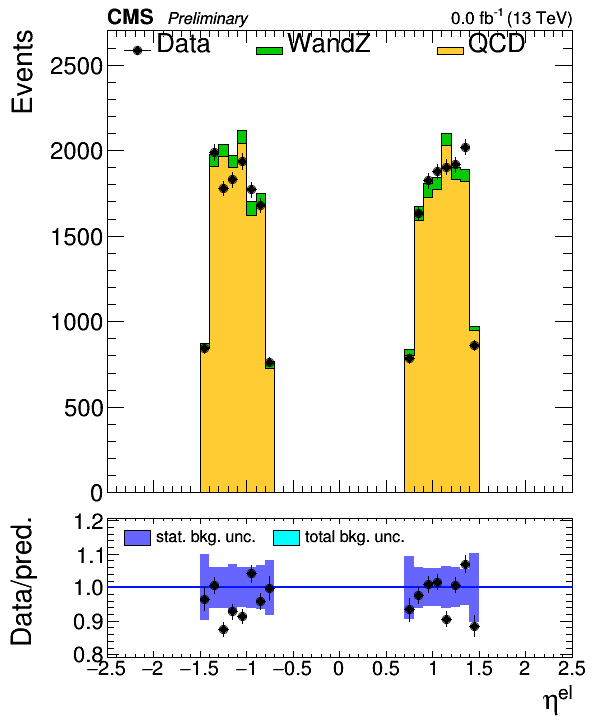 CMS Preliminary 0.0 fb⁻¹ (13 TeV)
Data WandZ QCD
Events
2500
2000
1500
1000
500
0
stat. bkg. unc. total bkg. unc.
Data/pred.
1.2
1.1
1.0
0.9
0.8
−2.5 −2 −1.5 −1 −0.5 0 0.5 1 1.5 2 2.5
η^el